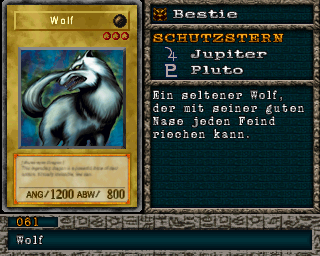 Wolf
ANG/1200 ABW/ 800
Bestie
SCHUTZSTERN
♃ Jupiter
♇ Pluto
Ein seltener Wolf,
der mit seiner guten
Nase jeden Feind
riechen kann.
061
Wolf